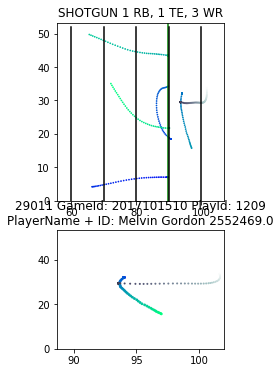 SHOTGUN 1 RB, 1 TE, 3 WR
50
40
30
20
10
0
60 80 100
29011 GameId: 2017101510 PlayId: 1209
PlayerName + ID: Melvin Gordon 2552469.0
40
20
0
90 95 100